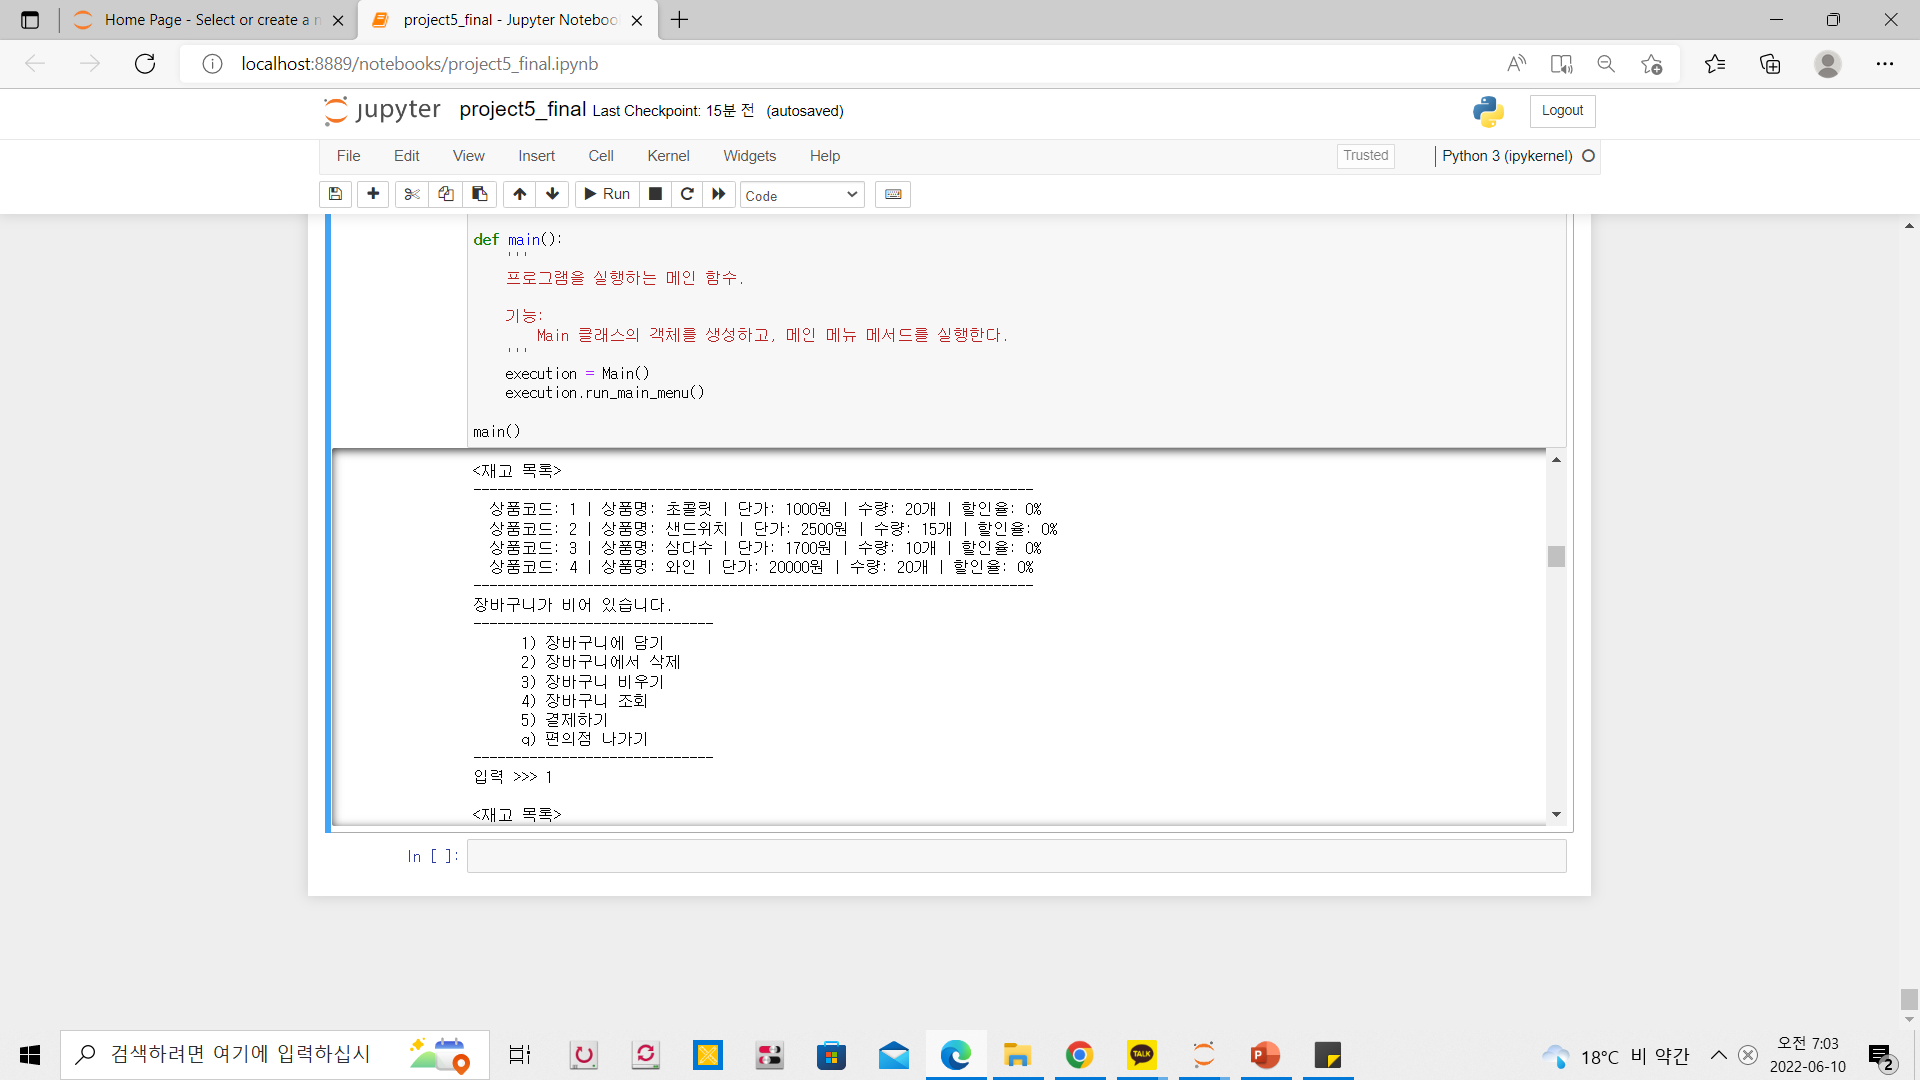 Home Page - Select or create a n
project5_final - Jupyter Noteboo
localhost:8889/notebooks/project5_final.ipynb
jupyter project5_final Last Checkpoint: 15분 전 (autosaved)
Logout
File Edit View Insert Cell Kernel Widgets Help
Trusted
Python 3 (ipykernel)
Run
Code
def main():
'''
프로그램을 실행하는 메인 함수.
기능:
Main 클래스의 객체를 생성하고, 메인 메뉴 메서드를 실행한다.
'''
execution = Main()
execution.run_main_menu()
main()
<재고 목록>
----------------------------------------------------------------------
상품코드: 1 | 상품명: 초콜릿 | 단가: 1000원 | 수량: 20개 | 할인율: 0%
상품코드: 2 | 상품명: 샌드위치 | 단가: 2500원 | 수량: 15개 | 할인율: 0%
상품코드: 3 | 상품명: 삼다수 | 단가: 1700원 | 수량: 10개 | 할인율: 0%
상품코드: 4 | 상품명: 와인 | 단가: 20000원 | 수량: 20개 | 할인율: 0%
----------------------------------------------------------------------
장바구니가 비어 있습니다.
------------------------------
1) 장바구니에 담기
2) 장바구니에서 삭제
3) 장바구니 비우기
4) 장바구니 조회
5) 결제하기
q) 편의점 나가기
------------------------------
입력 >>> 1
<재고 목록>
In [ ]:
검색하려면 여기에 입력하십시
TALK
18°C 비 약간
오전 7:03
2022-06-10
2